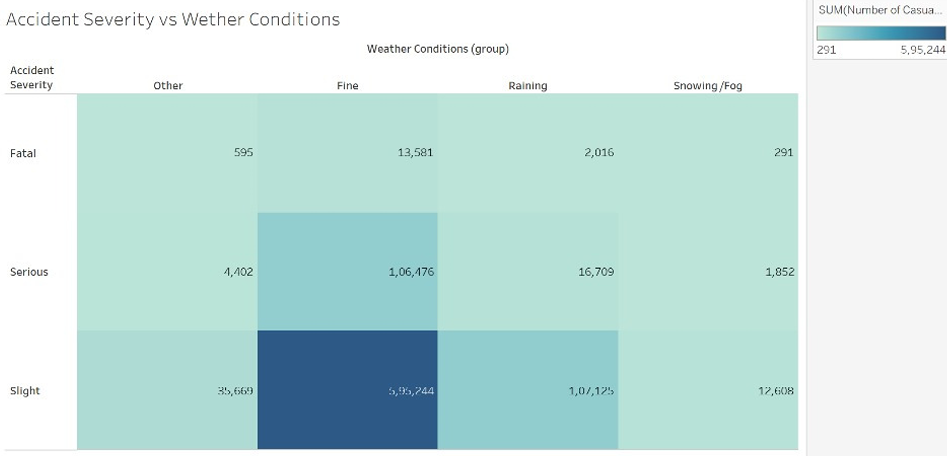 Accident Severity vs Wether Conditions
SUM(Number of Casua...
291 5,95,244
Weather Conditions (group)
Accident
Severity Other Fine Raining Snowing/Fog
Fatal 595 13,581 2,016 291
Serious 4,402 1,06,476 16,709 1,852
Slight 35,669 5,95,244 1,07,125 12,608